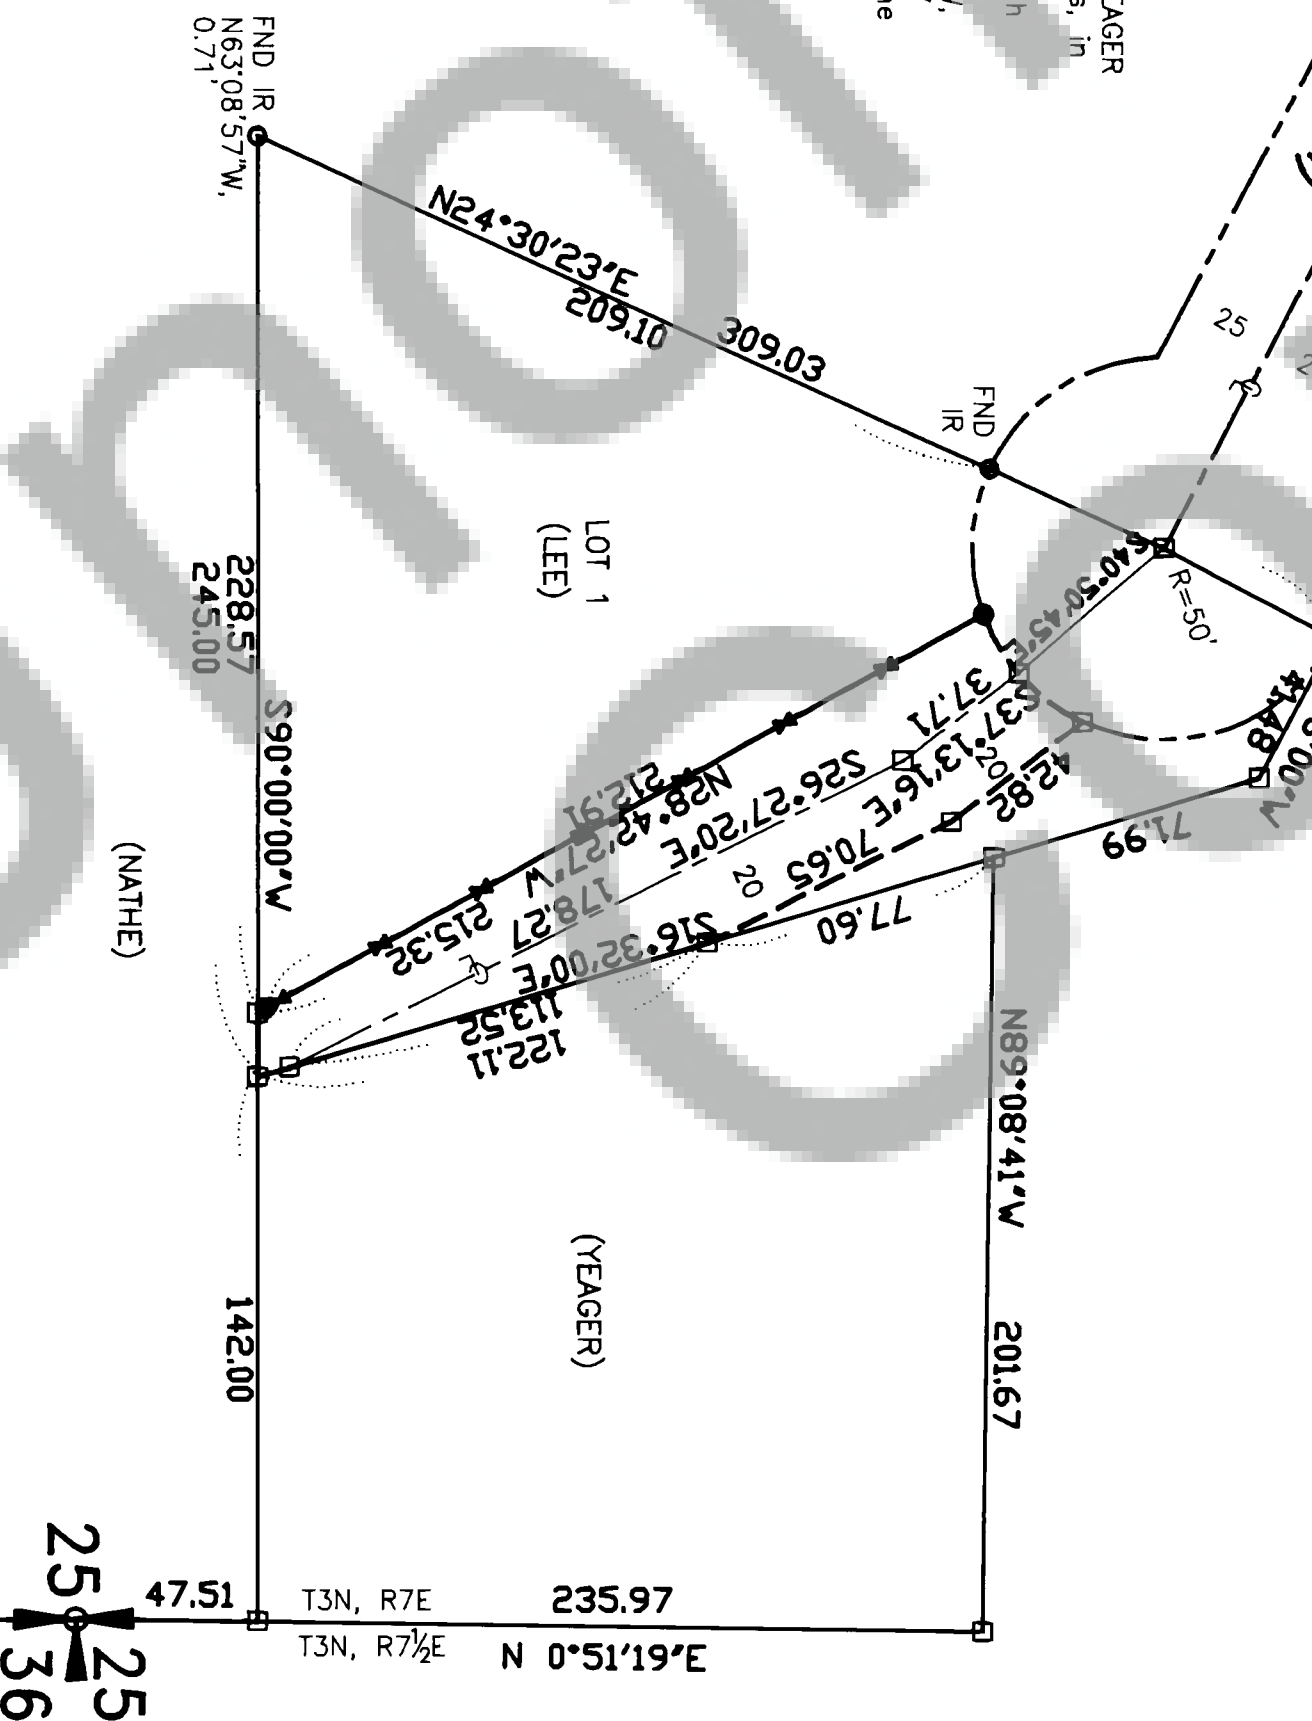 EAGER
s, in
h
ne
FND IR
N63°08'57"W,
0.71'
N24°30'23"E
209.10
309.03
FND
IR
25
R=50'
S40°50'45"E
LOT 1
(LEE)
228.57
245.00
S90°00'00"W
(NATHE)
37.71
S37°13'16"E
20
42.82
41.48
00"W
71.99
S26°27'20"E
178.27
N28°42'27"W
212.91
215.32
70.65
20
77.60
S16°32'00"E
113.52
122.11
N89°08'41"W
201.67
(YEAGER)
142.00
47.51
T3N, R7E
235.97
T3N, R7½E
N 0°51'19"E
25
25
36